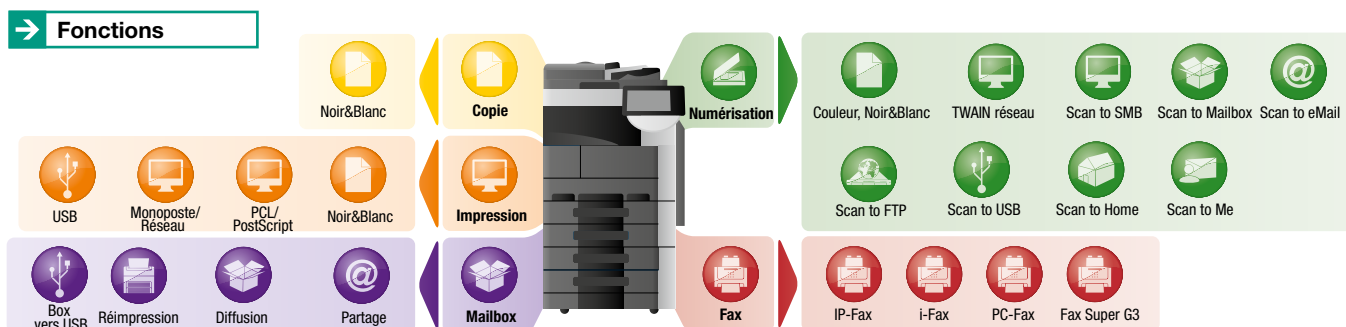 Fonctions
Noir&Blanc
Copie
Numérisation
Couleur, Noir&Blanc
TWAIN réseau
Scan to SMB
Scan to Mailbox
Scan to eMail
USB
Monoposte/
Réseau
PCL/
PostScript
Noir&Blanc
Impression
Scan to FTP
Scan to USB
Scan to Home
Scan to Me
Box
vers USB
Réimpression
Diffusion
Partage
Mailbox
Fax
IP-Fax
i-Fax
PC-Fax
Fax Super G3